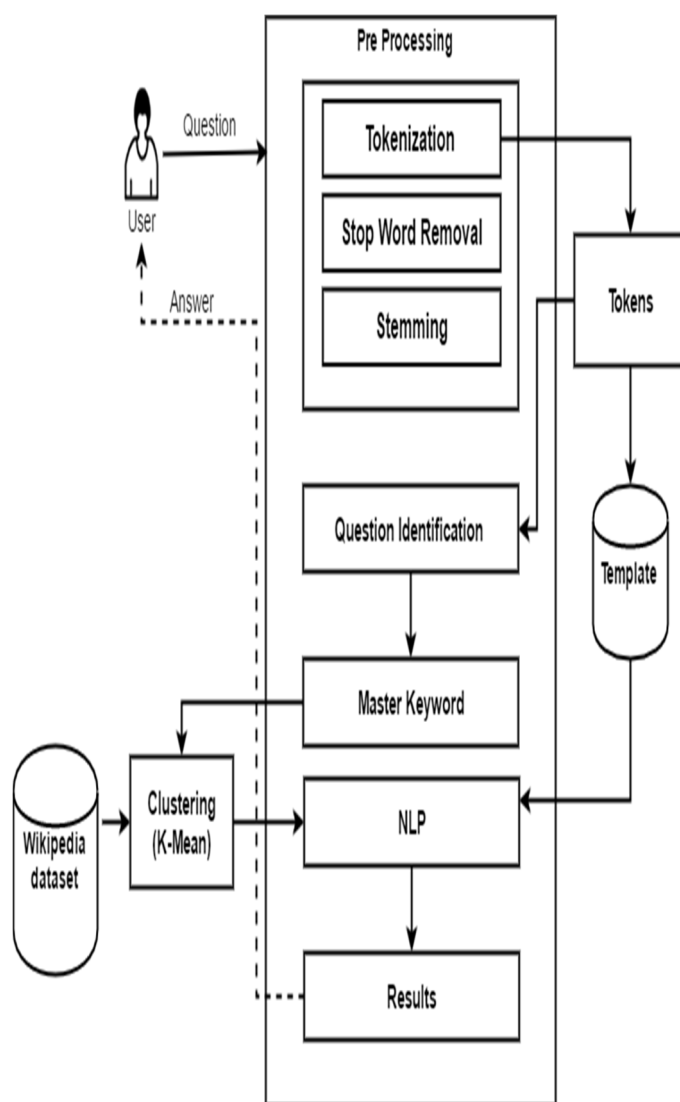 Pre Processing
Question
Tokenization
User
Stop Word Removal
Answer
Stemming
Tokens
Question Identification
Template
Master Keyword
Wikipedia
dataset
Clustering
(K-Mean)
NLP
Results